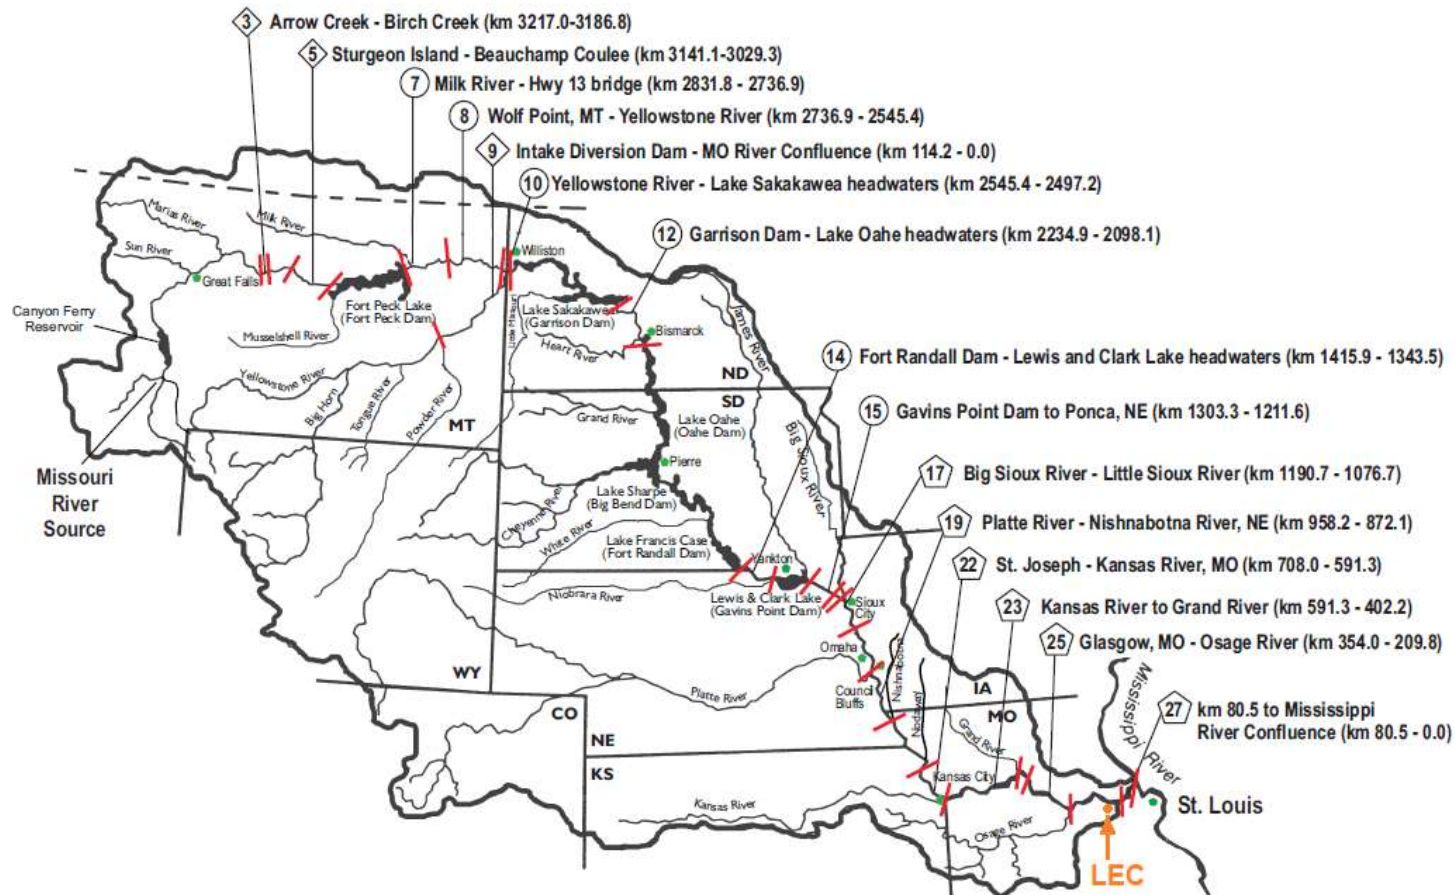 3 Arrow Creek - Birch Creek (km 3217.0-3186.8)
5 Sturgeon Island - Beauchamp Coulee (km 3141.1-3029.3)
7 Milk River - Hwy 13 bridge (km 2831.8 - 2736.9)
8 Wolf Point, MT - Yellowstone River (km 2736.9 - 2545.4)
9 Intake Diversion Dam - MO River Confluence (km 114.2 - 0.0)
10 Yellowstone River - Lake Sakakawea headwaters (km 2545.4 - 2497.2)
12 Garrison Dam - Lake Oahe headwaters (km 2234.9 - 2098.1)
14 Fort Randall Dam - Lewis and Clark Lake headwaters (km 1415.9 - 1343.5)
15 Gavins Point Dam to Ponca, NE (km 1303.3 - 1211.6)
17 Big Sioux River - Little Sioux River (km 1190.7 - 1076.7)
19 Platte River - Nishnabotna River, NE (km 958.2 - 872.1)
22 St. Joseph - Kansas River, MO (km 708.0 - 591.3)
23 Kansas River to Grand River (km 591.3 - 402.2)
25 Glasgow, MO - Osage River (km 354.0 - 209.8)
27 km 80.5 to Mississippi
River Confluence (km 80.5 - 0.0)
Marias River
Milk River
Sun River
Great Falls
Williston
Canyon Ferry
Reservoir
Fort Peck Lake
(Fort Peck Dam)
Musselshell River
Little Missouri
Lake Sakakawea
(Garrison Dam)
Heart River
Bismarck
James River
Yellowstone River
Big Horn
Tongue River
Powder River
MT
ND
SD
Grand River
Lake Oahe
(Oahe Dam)
Big Sioux River
Pierre
Missouri
River
Source
Cheyenne River
Lake Sharpe
(Big Bend Dam)
White River
Lake Francis Case
(Fort Randall Dam)
Yankton
Niobrara River
Lewis & Clark Lake
(Gavins Point Dam)
Sioux
City
Omaha
Council
Bluffs
Nishnabotna
Nodaway
WY
Platte River
IA
MO
CO
NE
KS
Grand River
Kansas City
Kansas River
Osage River
Mississippi River
St. Louis
LEC